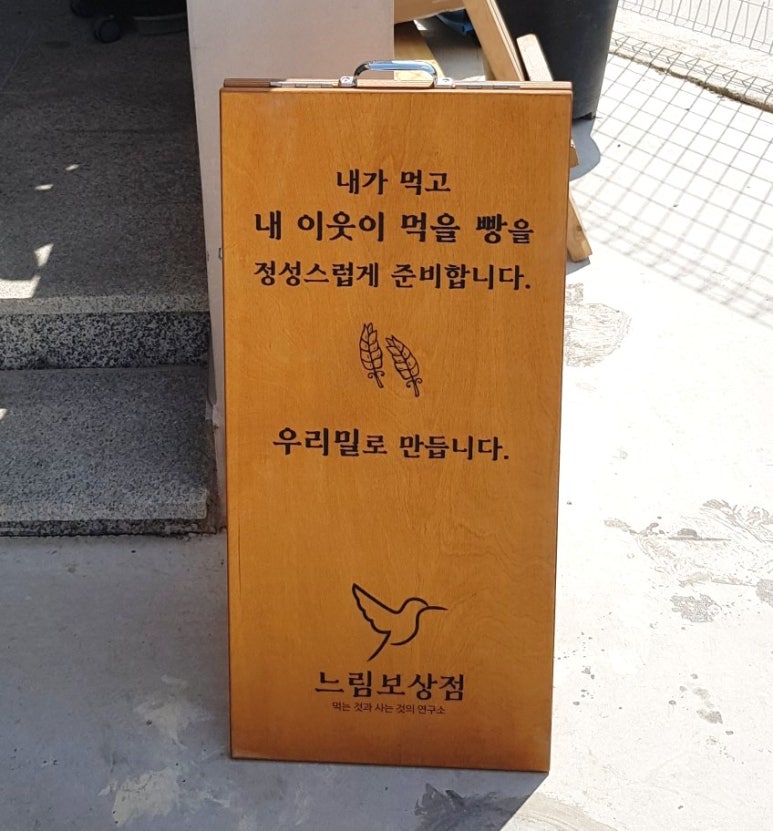 내가 먹고
내 이웃이 먹을 빵을
정성스럽게 준비합니다.
우리밀로 만듭니다.
느림보상점
먹는 것과 사는 것의 연구소